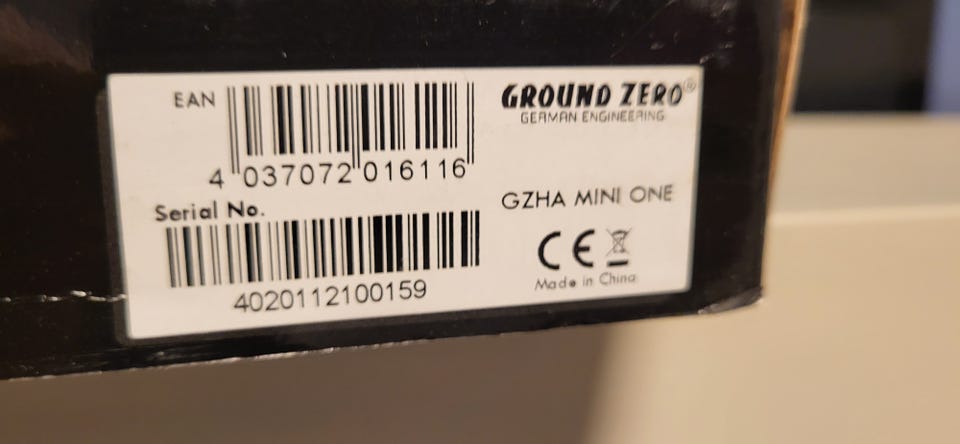 EAN
4 037072 016116
Serial No.
4020112100159
GROUND ZERO®
GERMAN ENGINEERING
GZHA MINI ONE
CE
Made in China